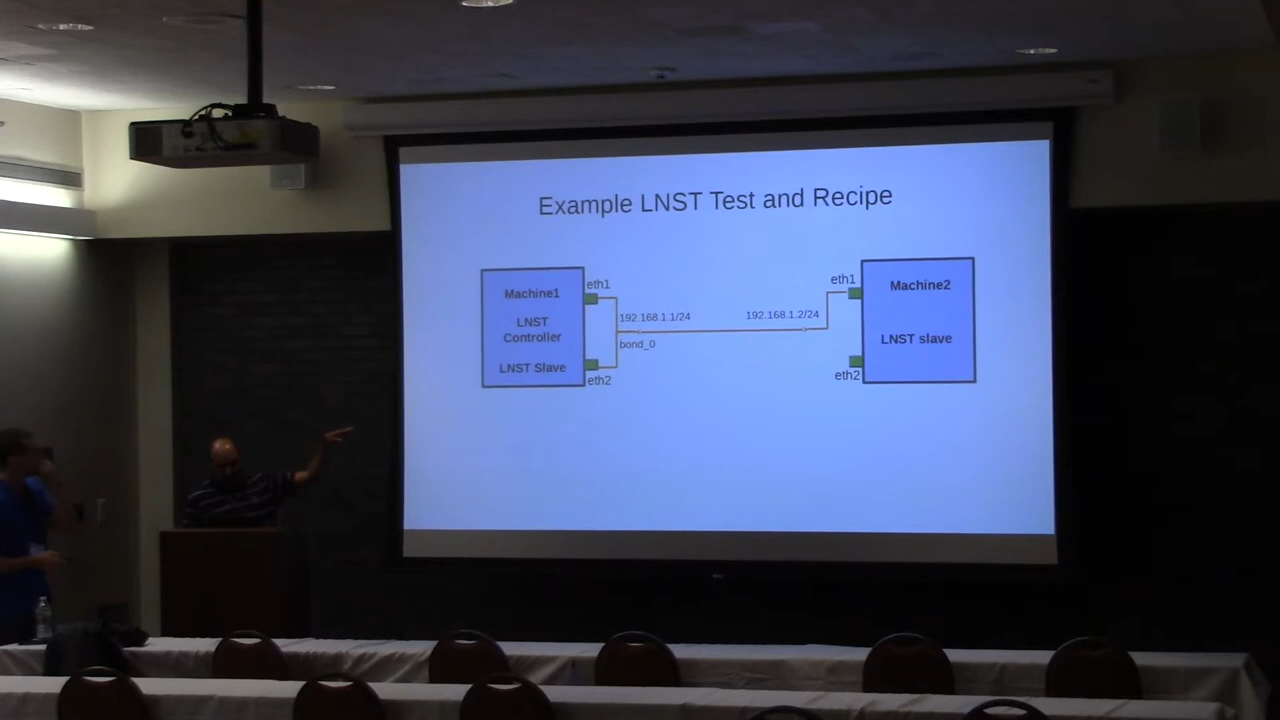 Example LNST Test and Recipe
eth1
eth1
Machine1
Machine2
192.168.1.1/24
192.168.1.2/24
LNST
Controller
LNST slave
bond_0
LNST Slave
eth2
eth2